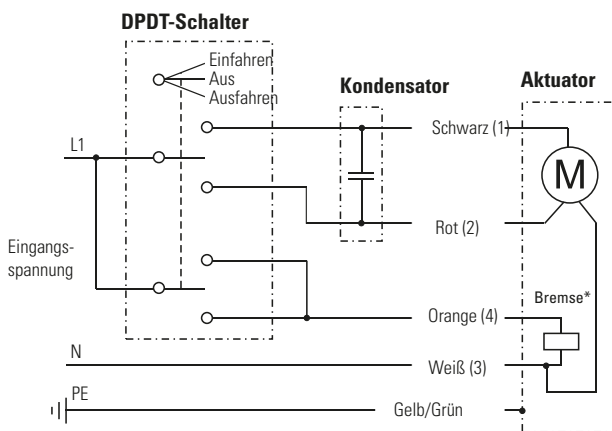 DPDT-Schalter
Einfahren
Aus
Ausfahren
Kondensator
Aktuator
L1
Schwarz (1)
M
Rot (2)
Eingangs-
spannung
Bremse*
Orange (4)
N
Weiß (3)
PE
Gelb/Grün